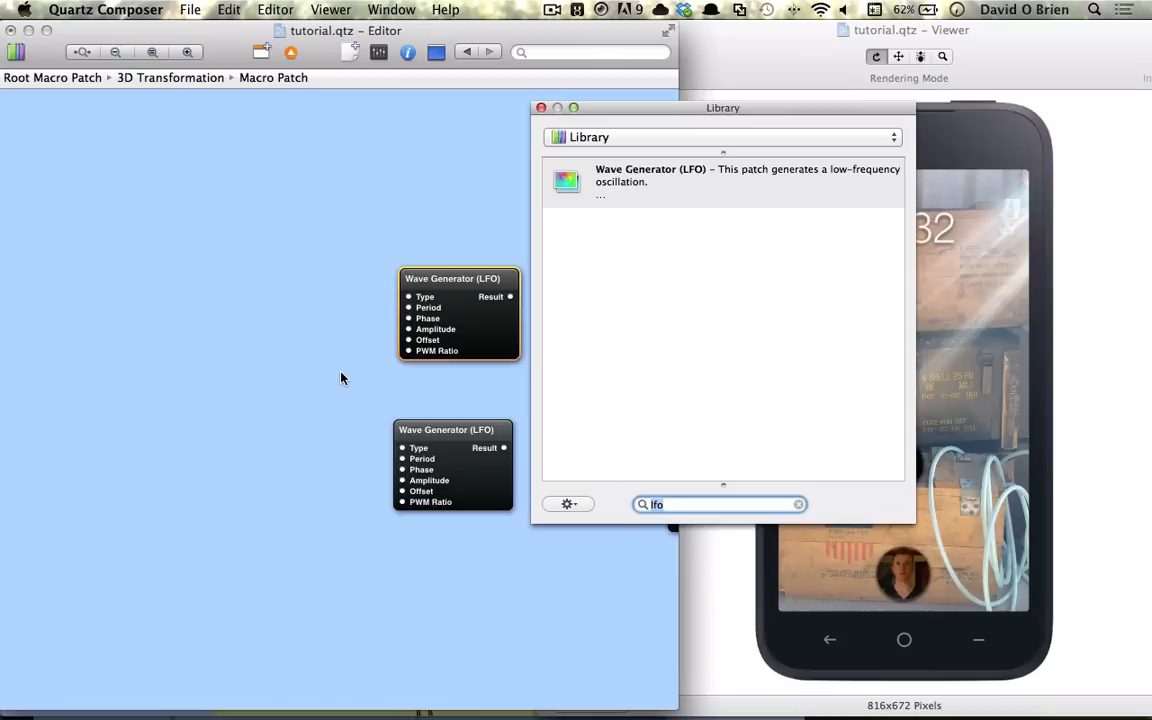 Quartz Composer File Edit Editor Viewer Window Help 9 62% David O Brien
tutorial.qtz – Editor
tutorial.qtz – Viewer
Rendering Mode
In
Root Macro Patch 3D Transformation Macro Patch
Library
Library
Wave Generator (LFO) – This patch generates a low-frequency
oscillation.
...
32
Wave Generator (LFO)
Type Result
Period
Phase
Amplitude
Offset
PWM Ratio
Wave Generator (LFO)
Type Result
Period
Phase
Amplitude
Offset
PWM Ratio
lfo
816x672 Pixels